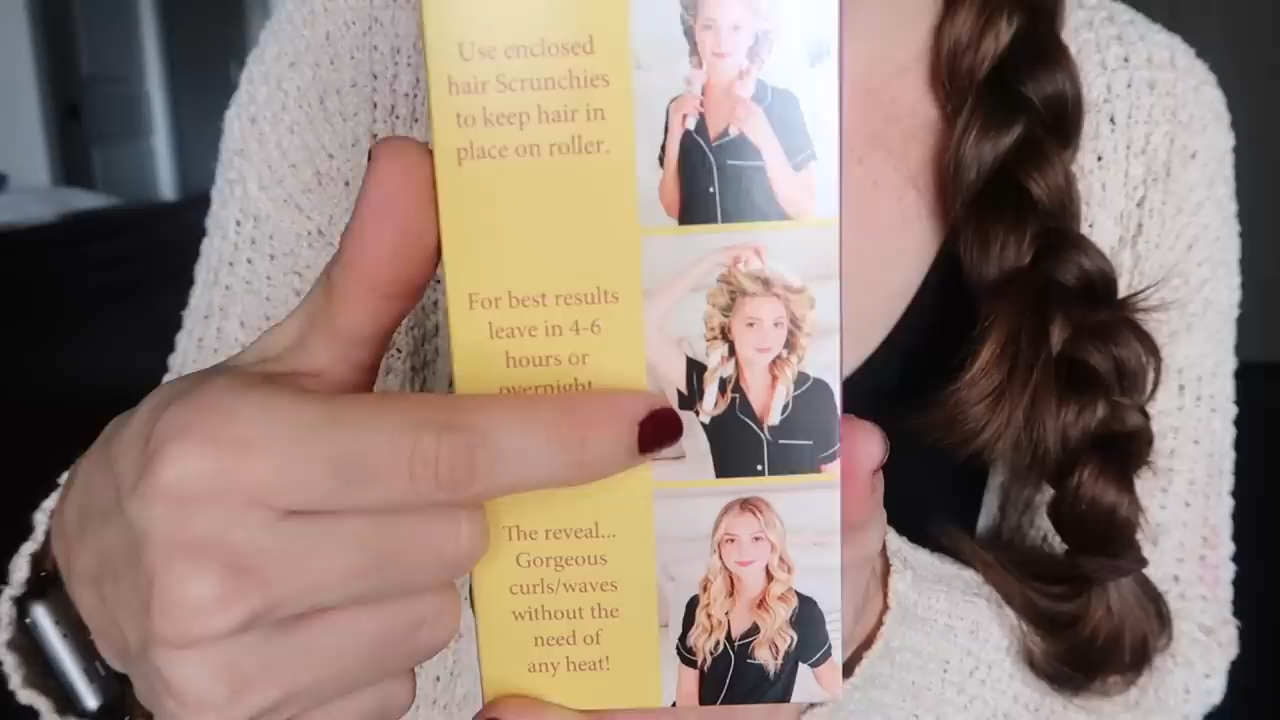 Use enclosed
hair Scrunchies
to keep hair in
place on roller.
For best results
leave in 4-6
hours or
overnight
The reveal...
Gorgeous
curls/waves
without the
need of
any heat!